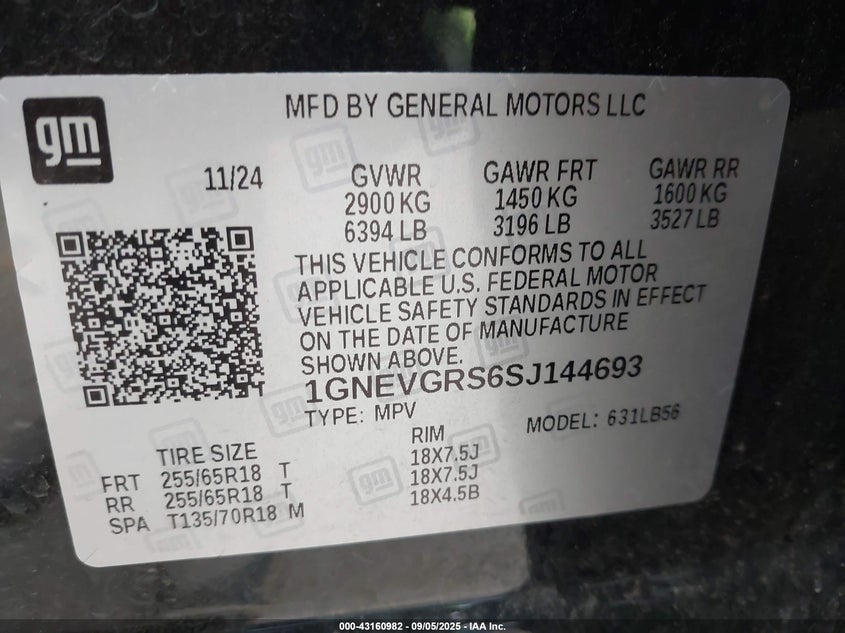 gm
MFD BY GENERAL MOTORS LLC
11/24
GVWR
2900 KG
6394 LB
GAWR FRT
1450 KG
3196 LB
GAWR RR
1600 KG
3527 LB
THIS VEHICLE CONFORMS TO ALL
APPLICABLE U.S. FEDERAL MOTOR
VEHICLE SAFETY STANDARDS IN EFFECT
ON THE DATE OF MANUFACTURE
SHOWN ABOVE.
1GNEVGRS6SJ144693
TYPE: MPV
MODEL: 631LB56
TIRE SIZE RIM
FRT 255/65R18 T 18X7.5J
RR 255/65R18 T 18X7.5J
SPA T135/70R18 M 18X4.5B
000-43160982 - 09/05/2025 - IAA Inc.